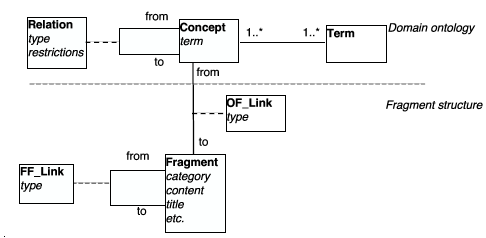 from
Relation
type
restrictions
Concept
term
1..*
1..*
Term
Domain ontology
to
from
OF_Link
type
Fragment structure
to
from
FF_Link
type
Fragment
category
content
title
etc.
to